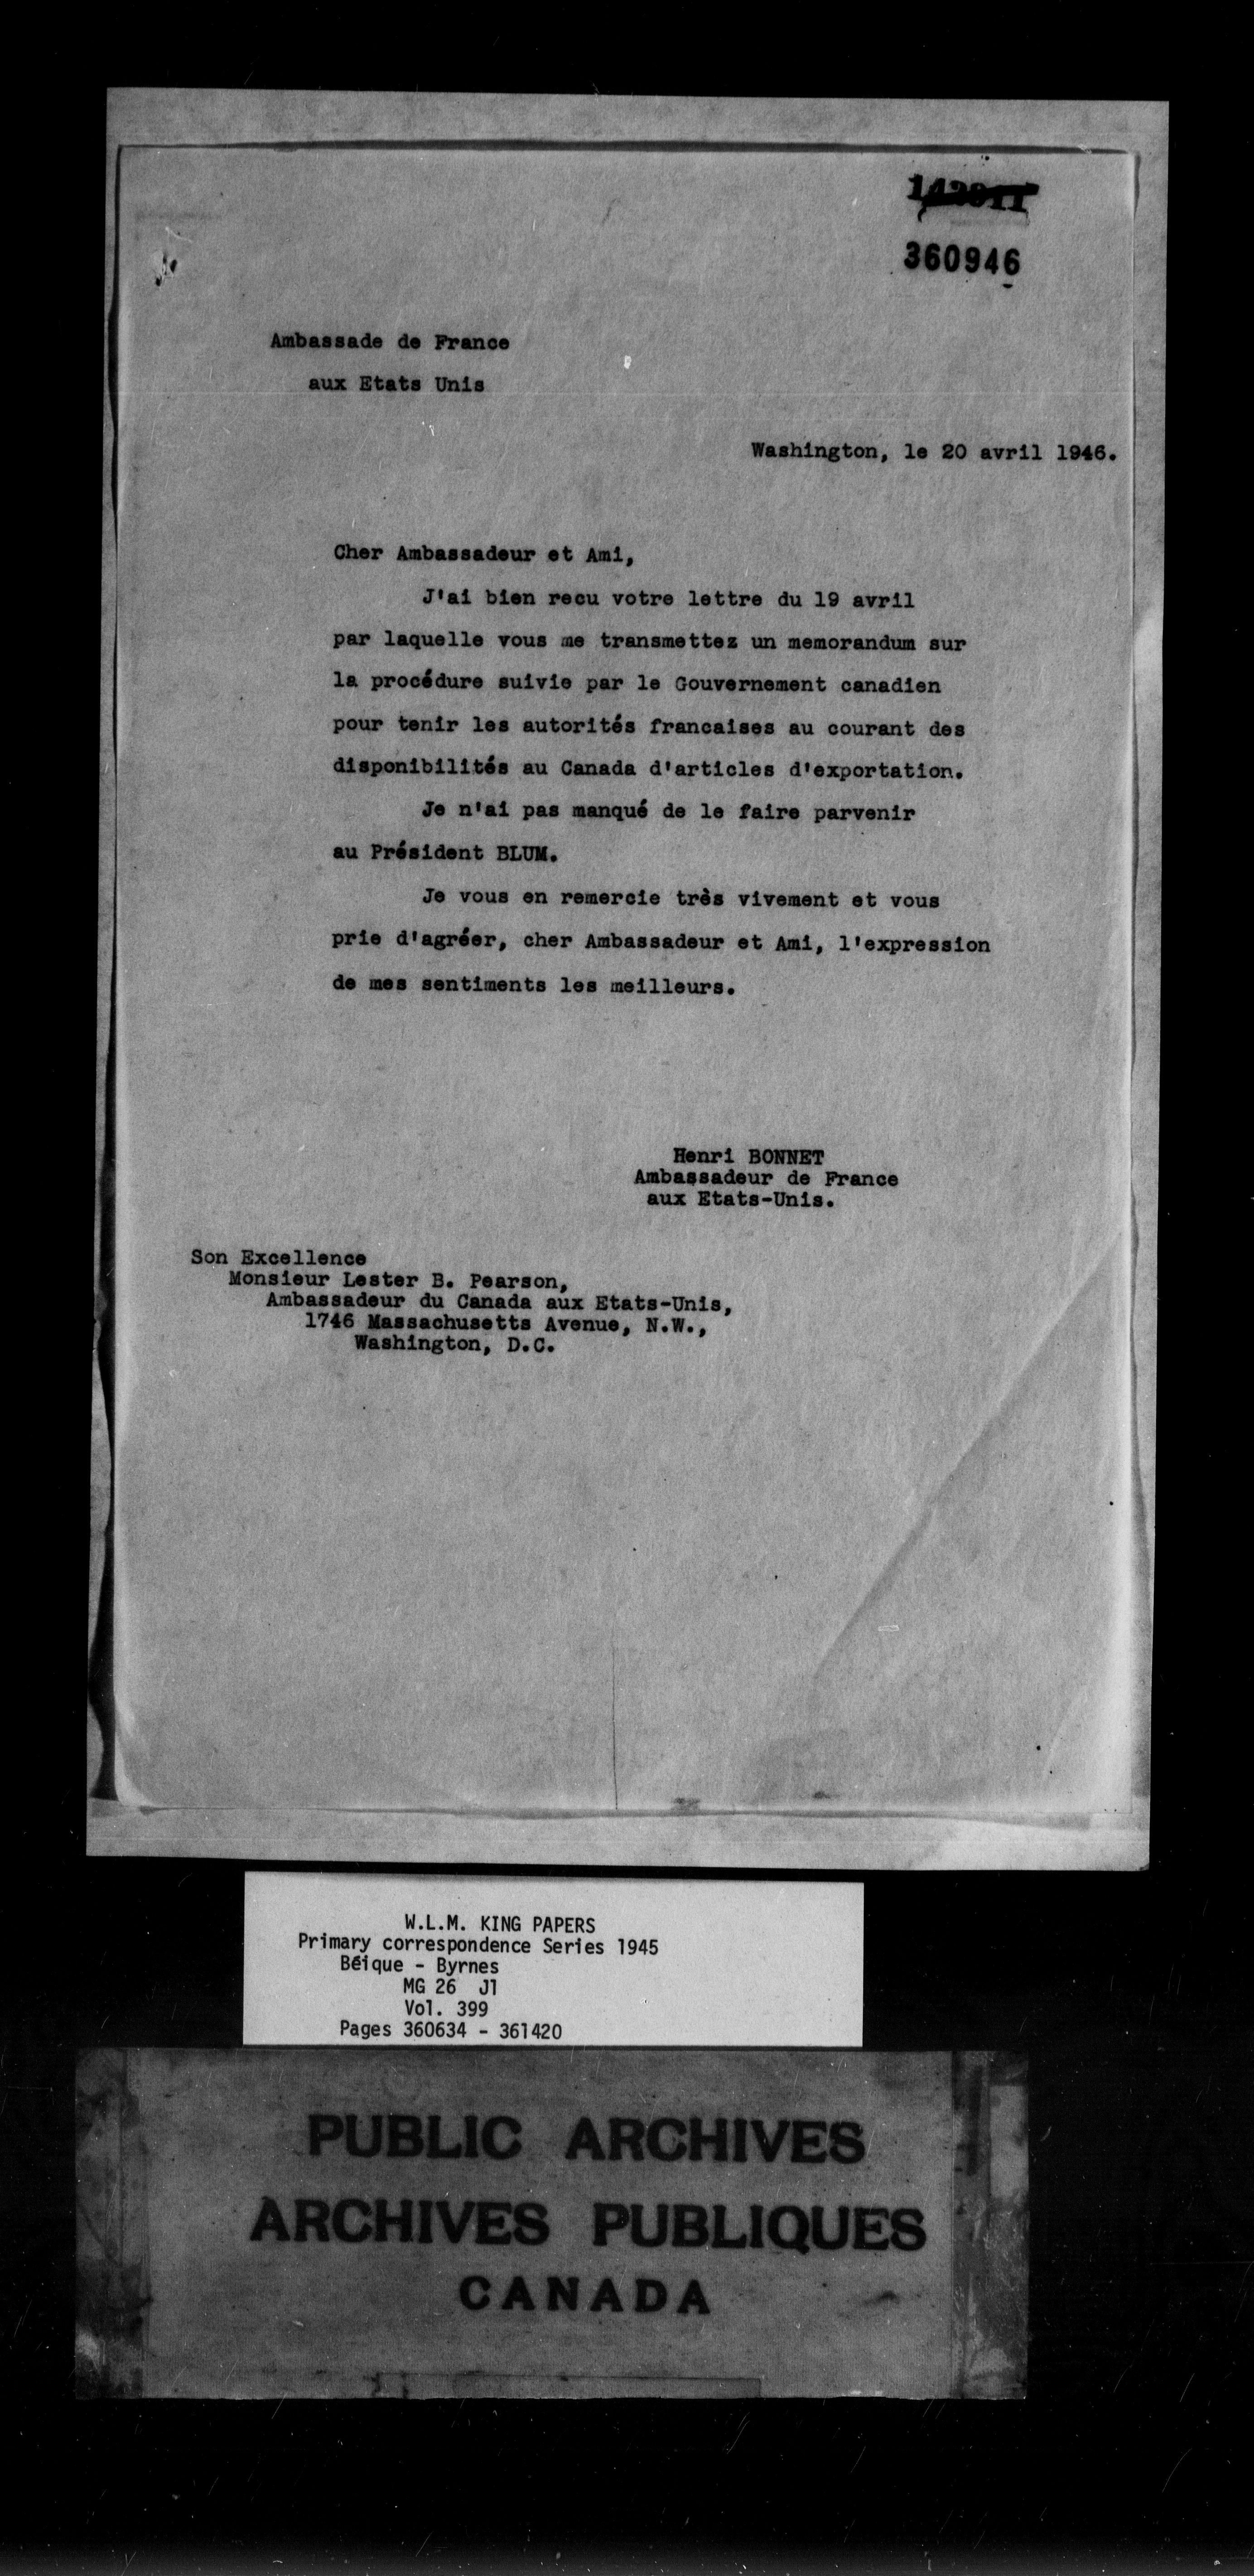 360946
Ambassade de France
aux Etats Unis
Washington, le 20 avril 1946.
Cher Ambassadeur et Ami,
J'ai bien recu votre lettre du 19 avril
par laquelle vous me transmettez un memorandum sur
la procédure suivie par le Gouvernement canadien
pour tenir les autorités francaises au courant des
disponibilités au Canada d'articles d'exportation.
Je n'ai pas manqué de le faire parvenir
au Président BLUM.
Je vous en remercie très vivement et vous
prie d'agréer, cher Ambassadeur et Ami, l'expression
de mes sentiments les meilleurs.
Henri BONNET
Ambassadeur de France
aux Etats-Unis.
Son Excellence
Monsieur Lester B. Pearson,
Ambassadeur du Canada aux Etats-Unis,
1746 Massachusetts Avenue, N.W.,
Washington, D.C.
W.L.M. KING PAPERS
Primary correspondence Series 1945
Béique - Byrnes
MG 26 J1
Vol. 399
Pages 360634 - 361420
PUBLIC ARCHIVES
ARCHIVES PUBLIQUES
CANADA